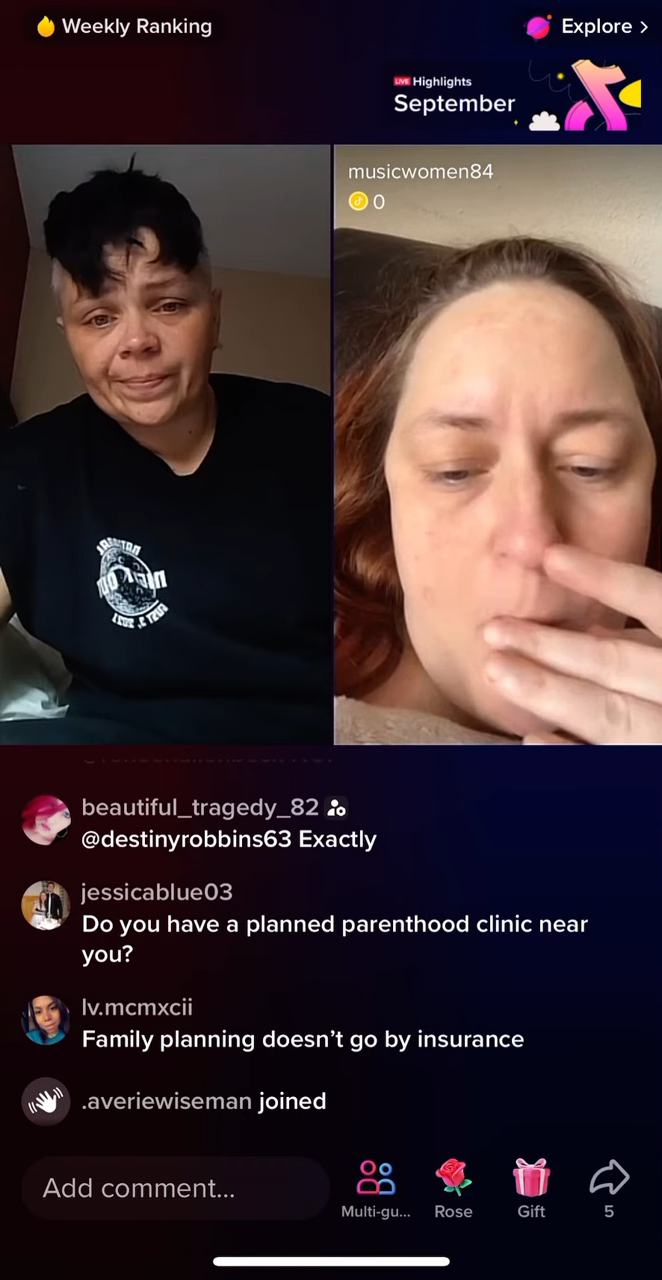 Weekly Ranking
Explore >
LIVE Highlights
September
musicwomen84
0
beautiful_tragedy_82
@destinyrobbins63 Exactly
jessicablue03
Do you have a planned parenthood clinic near
you?
lv.mcmxcii
Family planning doesn't go by insurance
.averiewiseman joined
Add comment...
Multi-gu...
Rose
Gift
5